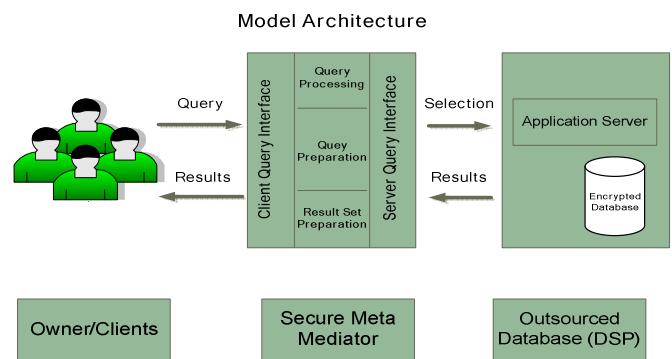 Model Architecture
Query
Results
Client Query Interface
Query
Processing
Quey
Preparation
Result Set
Preparation
Server Query Interface
Selection
Results
Application Server
Encrypted
Database
Owner/Clients
Secure Meta
Mediator
Outsourced
Database (DSP)